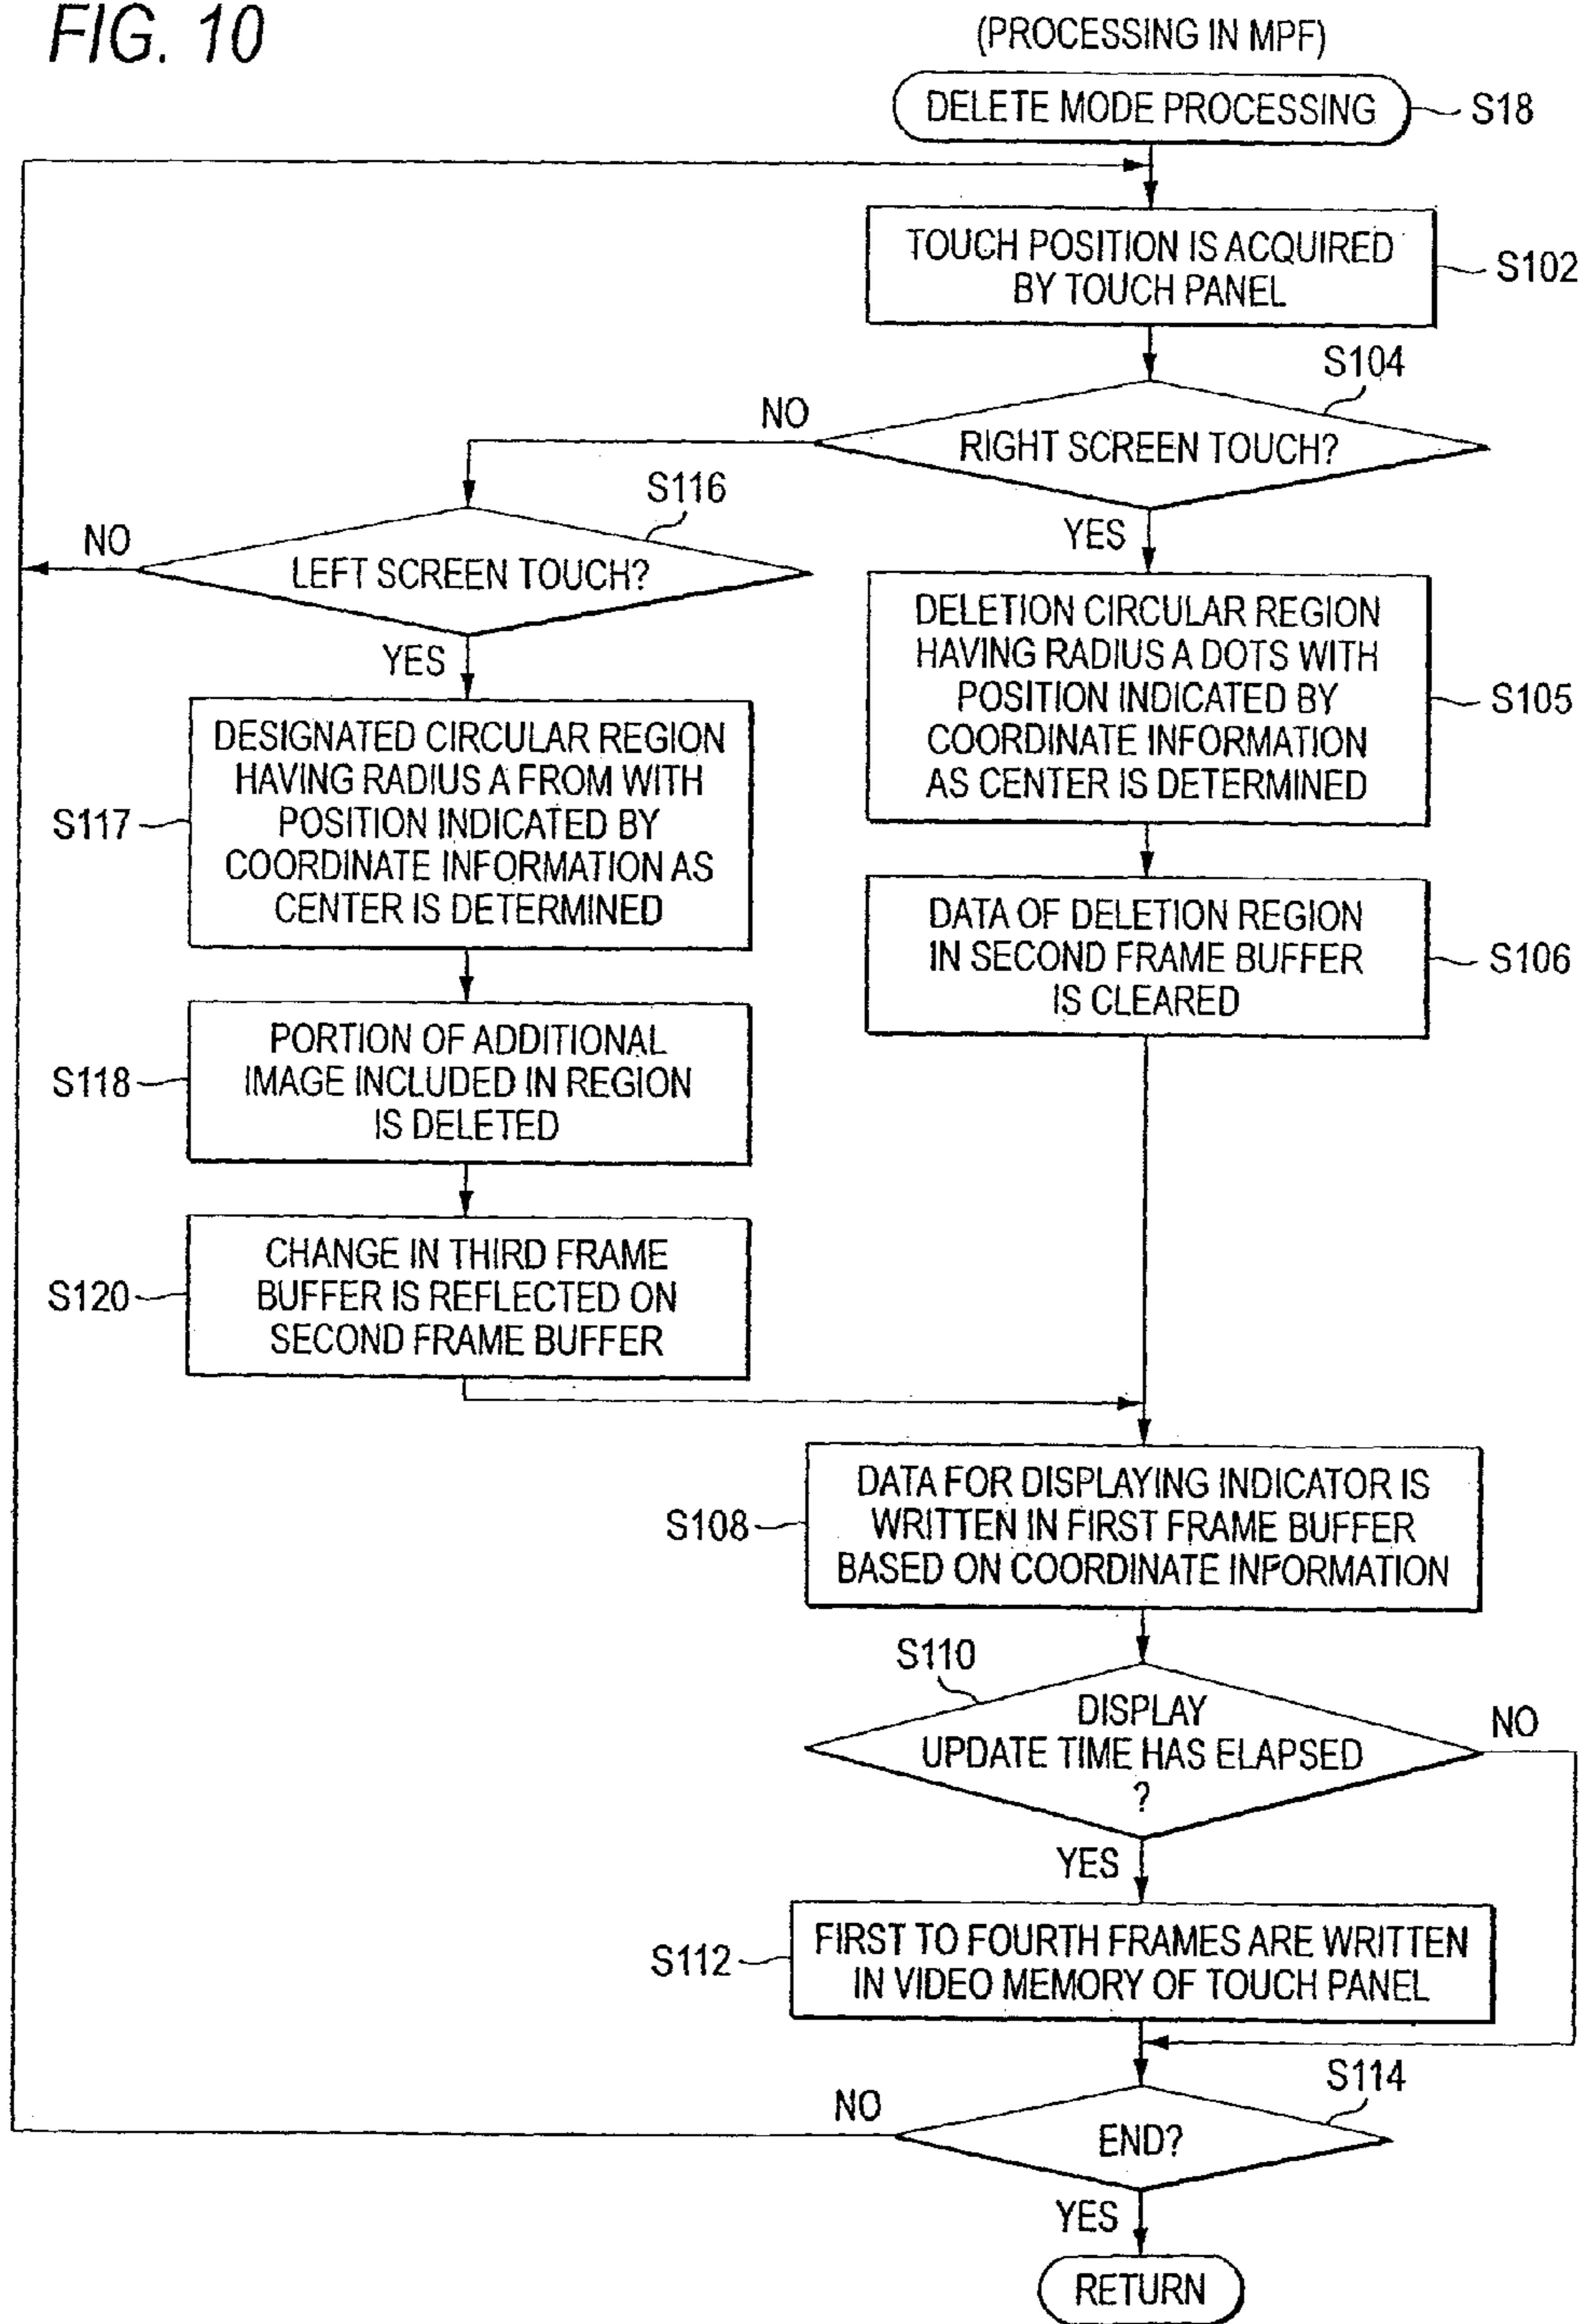 FIG. 10
(PROCESSING IN MPF)
DELETE MODE PROCESSING
S18
TOUCH POSITION IS ACQUIRED
BY TOUCH PANEL
S102
S104
RIGHT SCREEN TOUCH?
NO
YES
S116
LEFT SCREEN TOUCH?
NO
YES
DELETION CIRCULAR REGION
HAVING RADIUS A DOTS WITH
POSITION INDICATED BY
COORDINATE INFORMATION
AS CENTER IS DETERMINED
S105
DESIGNATED CIRCULAR REGION
HAVING RADIUS A FROM WITH
POSITION INDICATED BY
COORDINATE INFORMATION AS
CENTER IS DETERMINED
S117
DATA OF DELETION REGION
IN SECOND FRAME BUFFER
IS CLEARED
S106
PORTION OF ADDITIONAL
IMAGE INCLUDED IN REGION
IS DELETED
S118
CHANGE IN THIRD FRAME
BUFFER IS REFLECTED ON
SECOND FRAME BUFFER
S120
DATA FOR DISPLAYING INDICATOR IS
WRITTEN IN FIRST FRAME BUFFER
BASED ON COORDINATE INFORMATION
S108
S110
DISPLAY
UPDATE TIME HAS ELAPSED
?
NO
YES
FIRST TO FOURTH FRAMES ARE WRITTEN
IN VIDEO MEMORY OF TOUCH PANEL
S112
S114
END?
NO
YES
RETURN